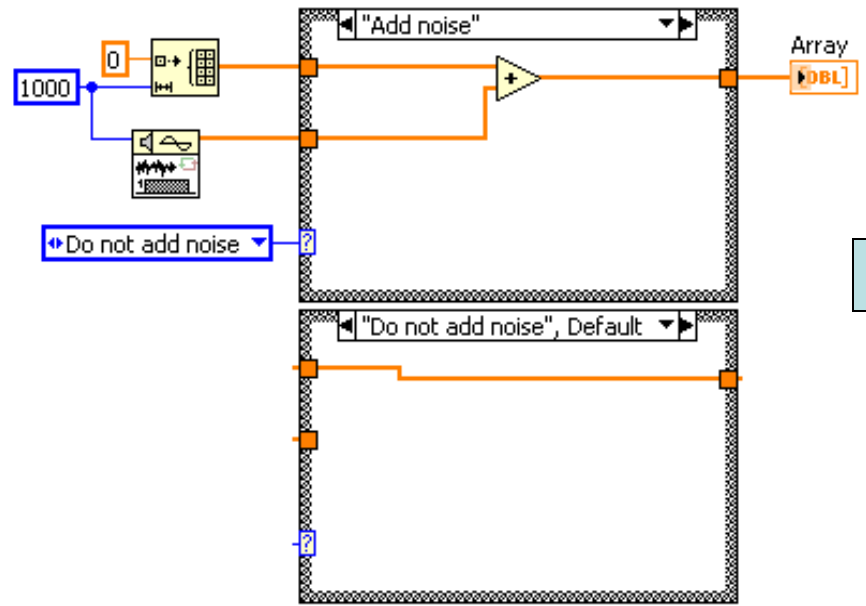 "Add noise"
Array
0
1000
DBL
Do not add noise
?
"Do not add noise", Default
?